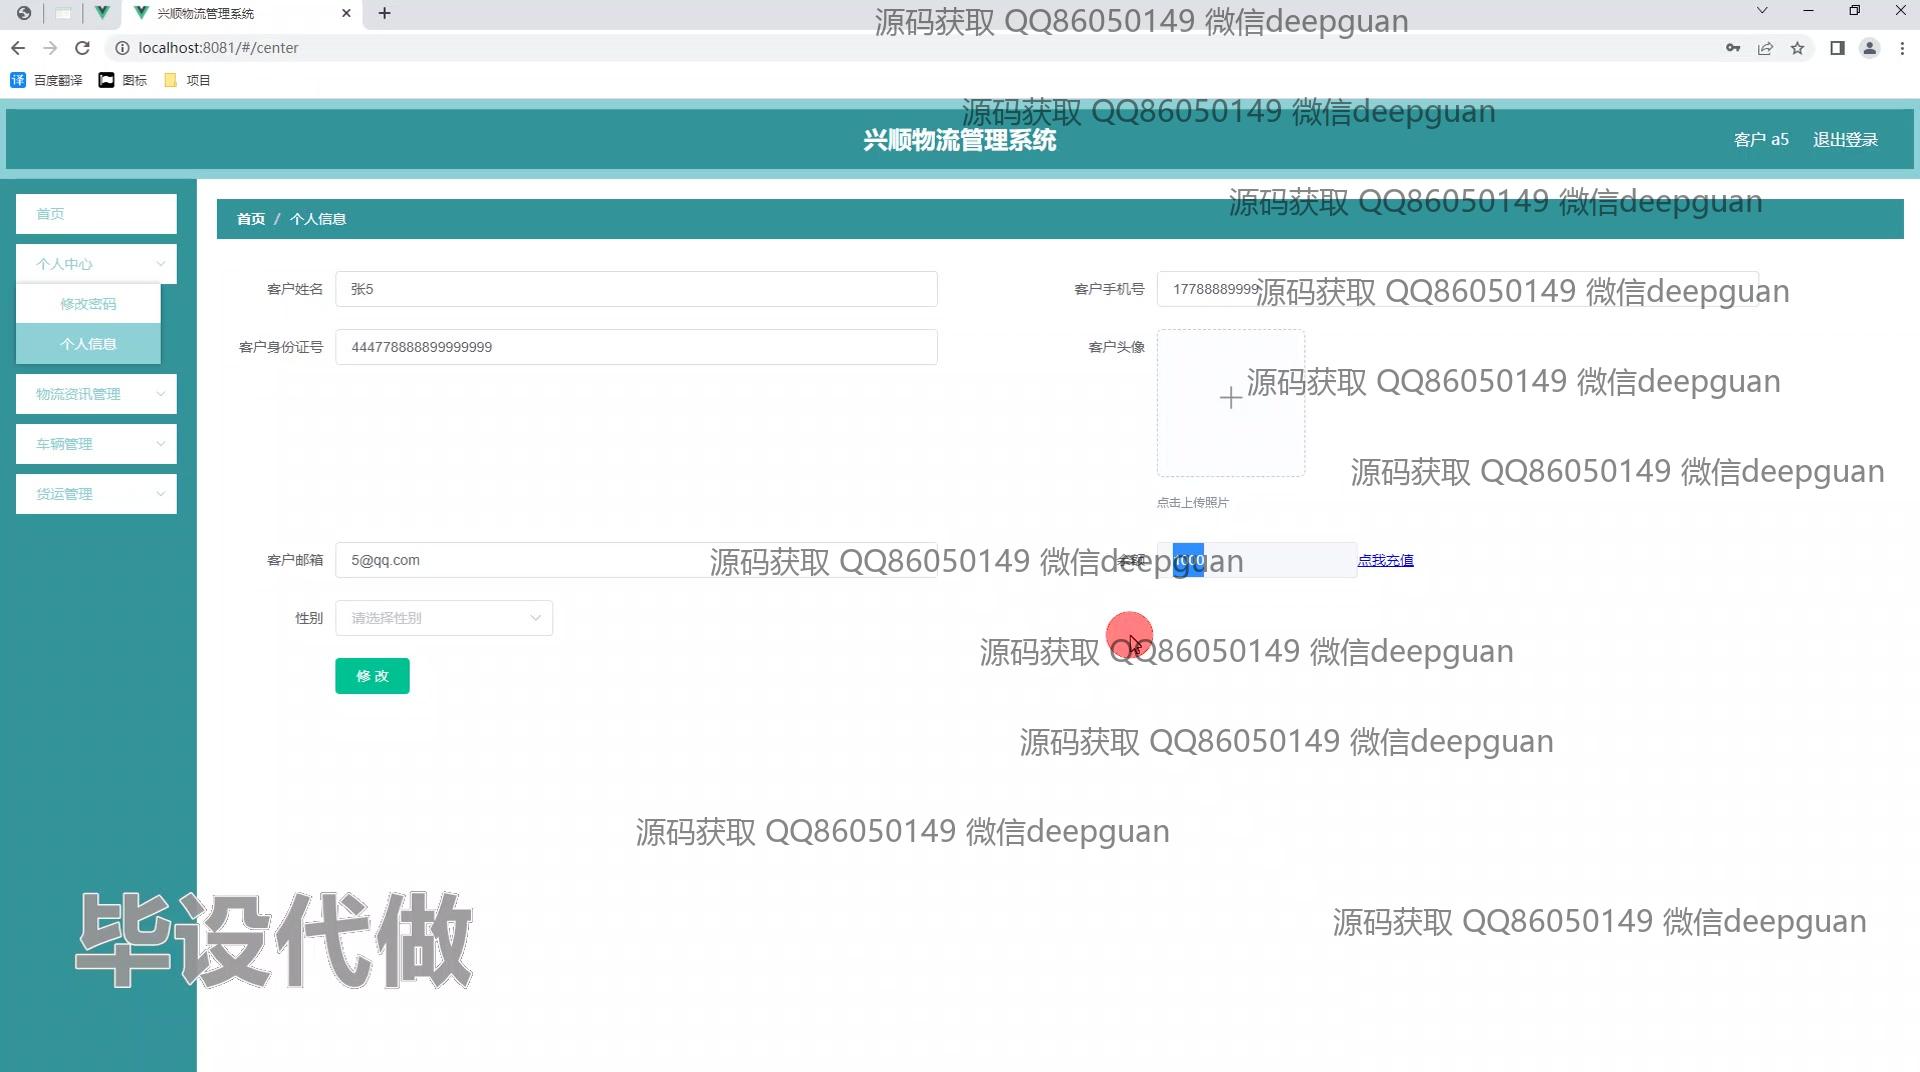 兴顺物流管理系统
源码获取 QQ86050149 微信deepguan
localhost:8081/#/center
百度翻译 图标 项目
源码获取 QQ86050149 微信deepguan
兴顺物流管理系统
客户 a5 退出登录
首页
源码获取 QQ86050149 微信deepguan
首页 / 个人信息
个人中心
客户姓名 张5
客户手机号 17788889999
源码获取 QQ86050149 微信deepguan
修改密码
个人信息
客户身份证号 444778888899999999
客户头像
源码获取 QQ86050149 微信deepguan
物流资讯管理
车辆管理
源码获取 QQ86050149 微信deepguan
货运管理
点击上传照片
客户邮箱 5@qq.com
源码获取 QQ86050149 微信deepguan
余额 1000 点我充值
性别 请选择性别
源码获取 QQ86050149 微信deepguan
修 改
源码获取 QQ86050149 微信deepguan
源码获取 QQ86050149 微信deepguan
源码获取 QQ86050149 微信deepguan
毕设代做